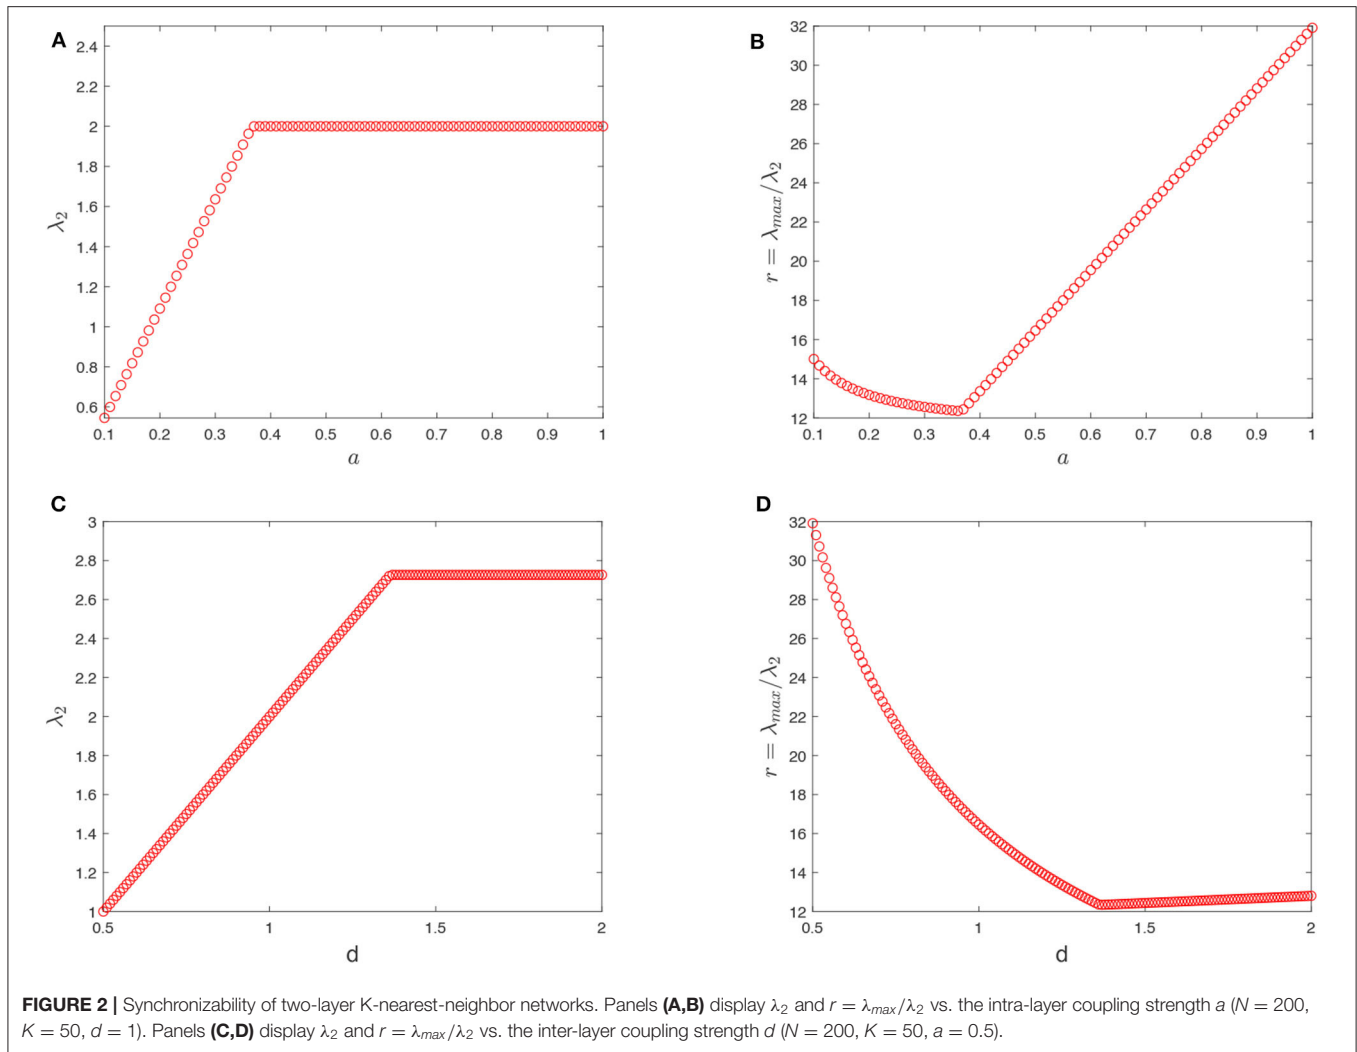 A
2.4
2.2
2
1.8
1.6
1.4
1.2
1
0.8
0.6
λ2
0.1 0.2 0.3 0.4 0.5 0.6 0.7 0.8 0.9 1
a
B
32
30
28
26
24
22
20
18
16
14
12
r = λmax/λ2
0.1 0.2 0.3 0.4 0.5 0.6 0.7 0.8 0.9 1
a
C
3
2.8
2.6
2.4
2.2
2
1.8
1.6
1.4
1.2
1
λ2
0.5 1 1.5 2
d
D
32
30
28
26
24
22
20
18
16
14
12
r = λmax/λ2
0.5 1 1.5 2
d
FIGURE 2 | Synchronizability of two-layer K-nearest-neighbor networks. Panels (A,B) display λ2 and r = λmax/λ2 vs. the intra-layer coupling strength a (N = 200,
K = 50, d = 1). Panels (C,D) display λ2 and r = λmax/λ2 vs. the inter-layer coupling strength d (N = 200, K = 50, a = 0.5).